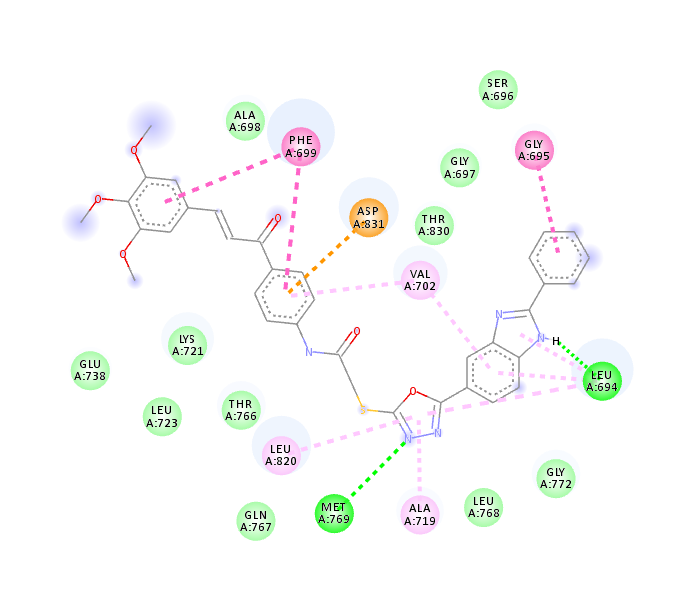 SER
A:696
ALA
A:698
PHE
A:699
GLY
A:695
O
GLY
A:697
O
ASP
A:831
O
THR
A:830
O
VAL
A:702
N
N
H
LYS
A:721
O
N
GLU
A:738
LEU
A:694
O
THR
A:766
LEU
A:723
S
N
N
LEU
A:820
GLY
A:772
LEU
A:768
MET
A:769
ALA
A:719
GLN
A:767